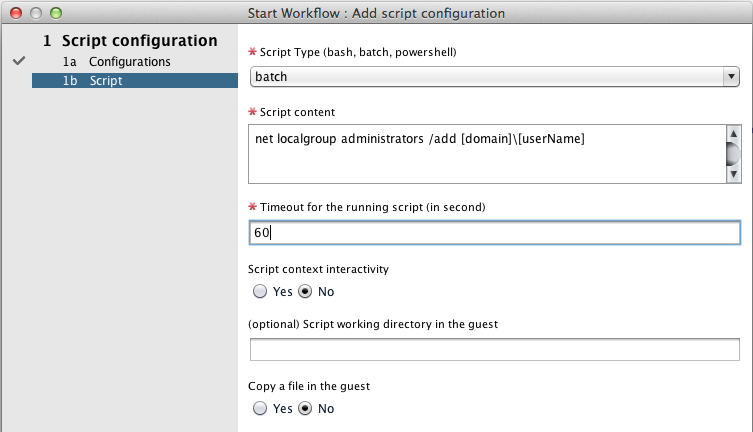 Start Workflow : Add script configuration
1 Script configuration
1a Configurations
1b Script
* Script Type (bash, batch, powershell)
batch
* Script content
net localgroup administrators /add [domain]\[userName]
* Timeout for the running script (in second)
60
Script context interactivity
Yes No
(optional) Script working directory in the guest
Copy a file in the guest
Yes No